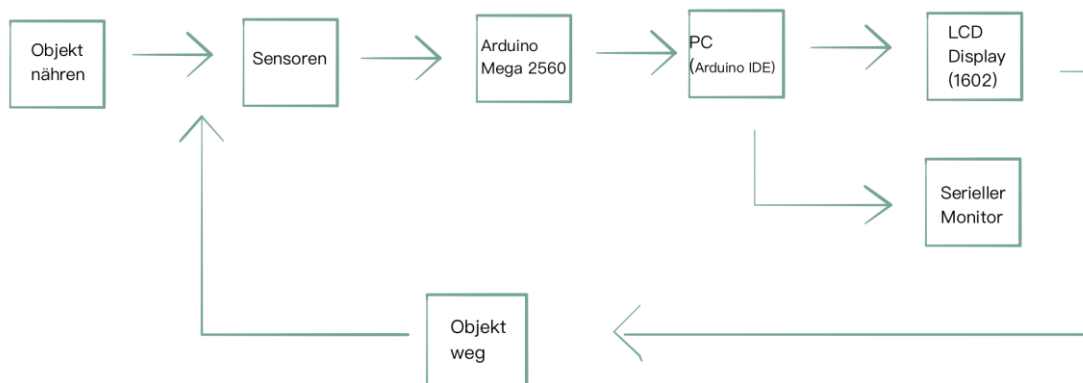 Objekt
nähren
Sensoren
Arduino
Mega 2560
PC
(Arduino IDE)
LCD
Display
(1602)
Serieller
Monitor
Objekt
weg